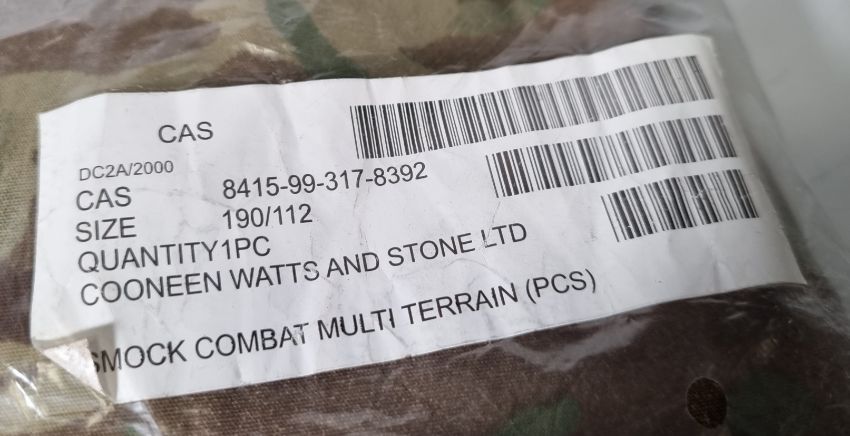 CAS
DC2A/2000
CAS 8415-99-317-8392
SIZE 190/112
QUANTITY1PC
COONEEN WATTS AND STONE LTD
SMOCK COMBAT MULTI TERRAIN (PCS)